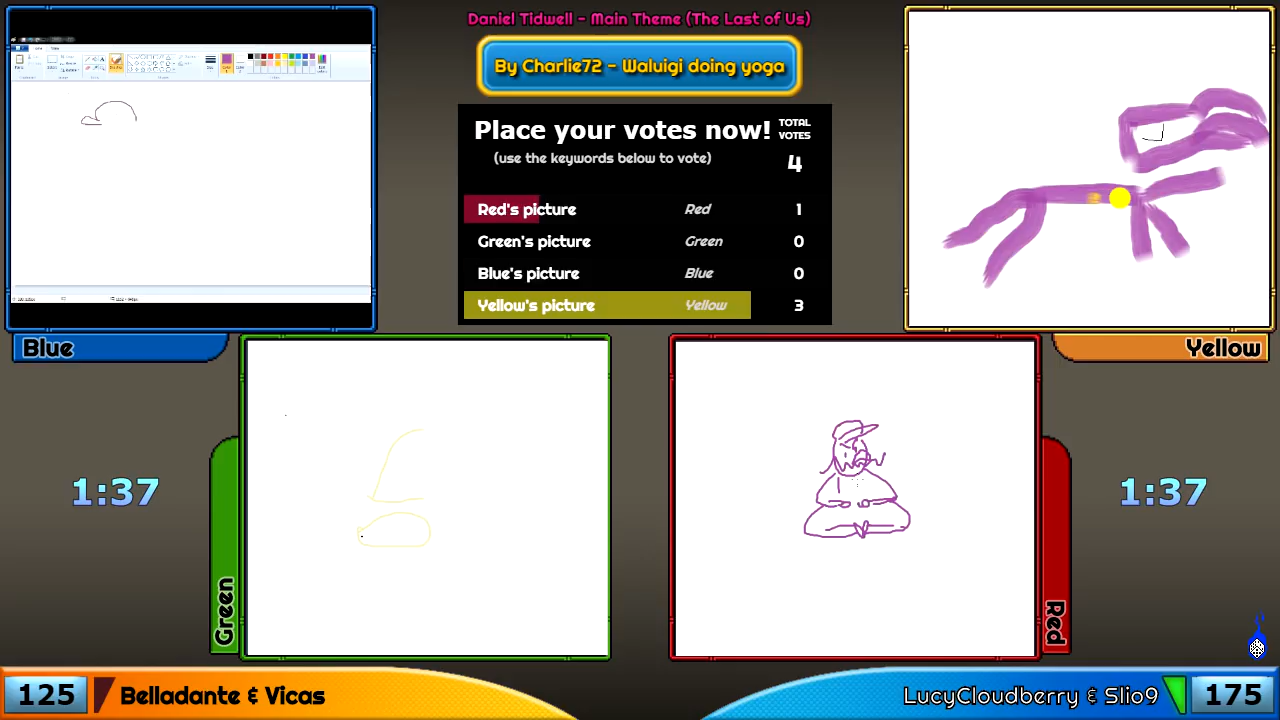 Daniel Tidwell - Main Theme (The Last of Us)
By Charlie72 - Waluigi doing yoga
Place your votes now!
TOTAL VOTES
(use the keywords below to vote)
4
Red's picture Red 1
Green's picture Green 0
Blue's picture Blue 0
Yellow's picture Yellow 3
Blue
Yellow
1:37
1:37
Green
Red
125 Belladante & Vicas
LucyCloudberry & Slio9 175